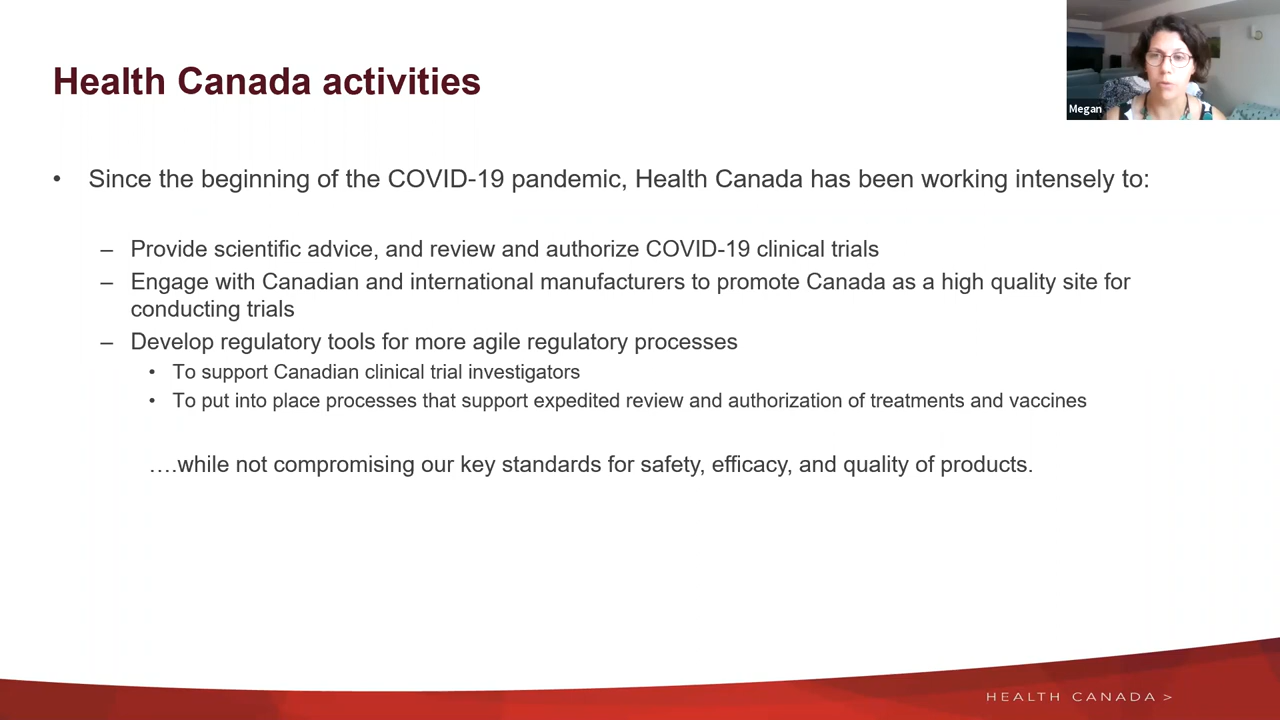 Health Canada activities
Megan
• Since the beginning of the COVID-19 pandemic, Health Canada has been working intensely to:
– Provide scientific advice, and review and authorize COVID-19 clinical trials
– Engage with Canadian and international manufacturers to promote Canada as a high quality site for
conducting trials
– Develop regulatory tools for more agile regulatory processes
• To support Canadian clinical trial investigators
• To put into place processes that support expedited review and authorization of treatments and vaccines
….while not compromising our key standards for safety, efficacy, and quality of products.
HEALTH CANADA >